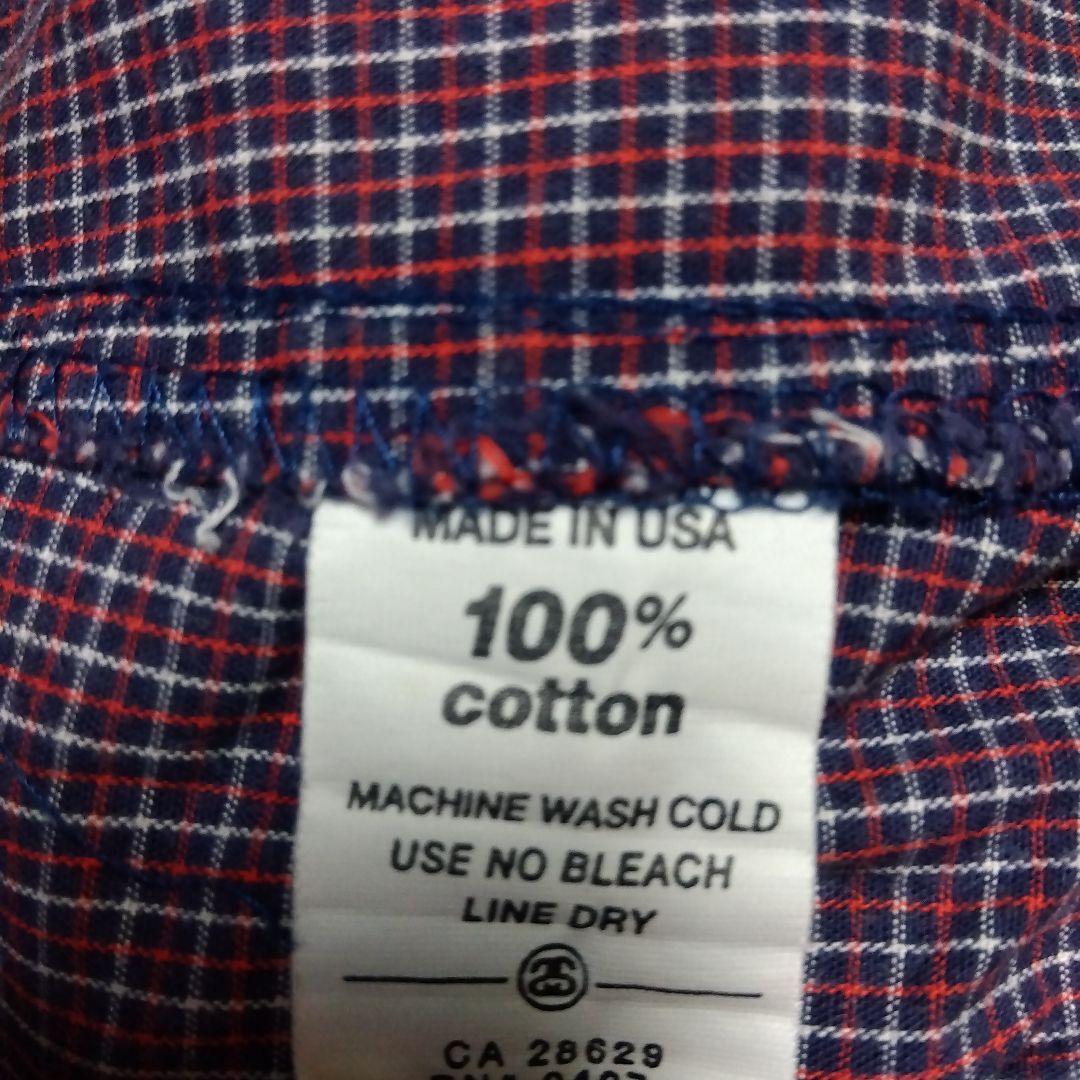 MADE IN USA
100%
cotton
MACHINE WASH COLD
USE NO BLEACH
LINE DRY
CA 28629